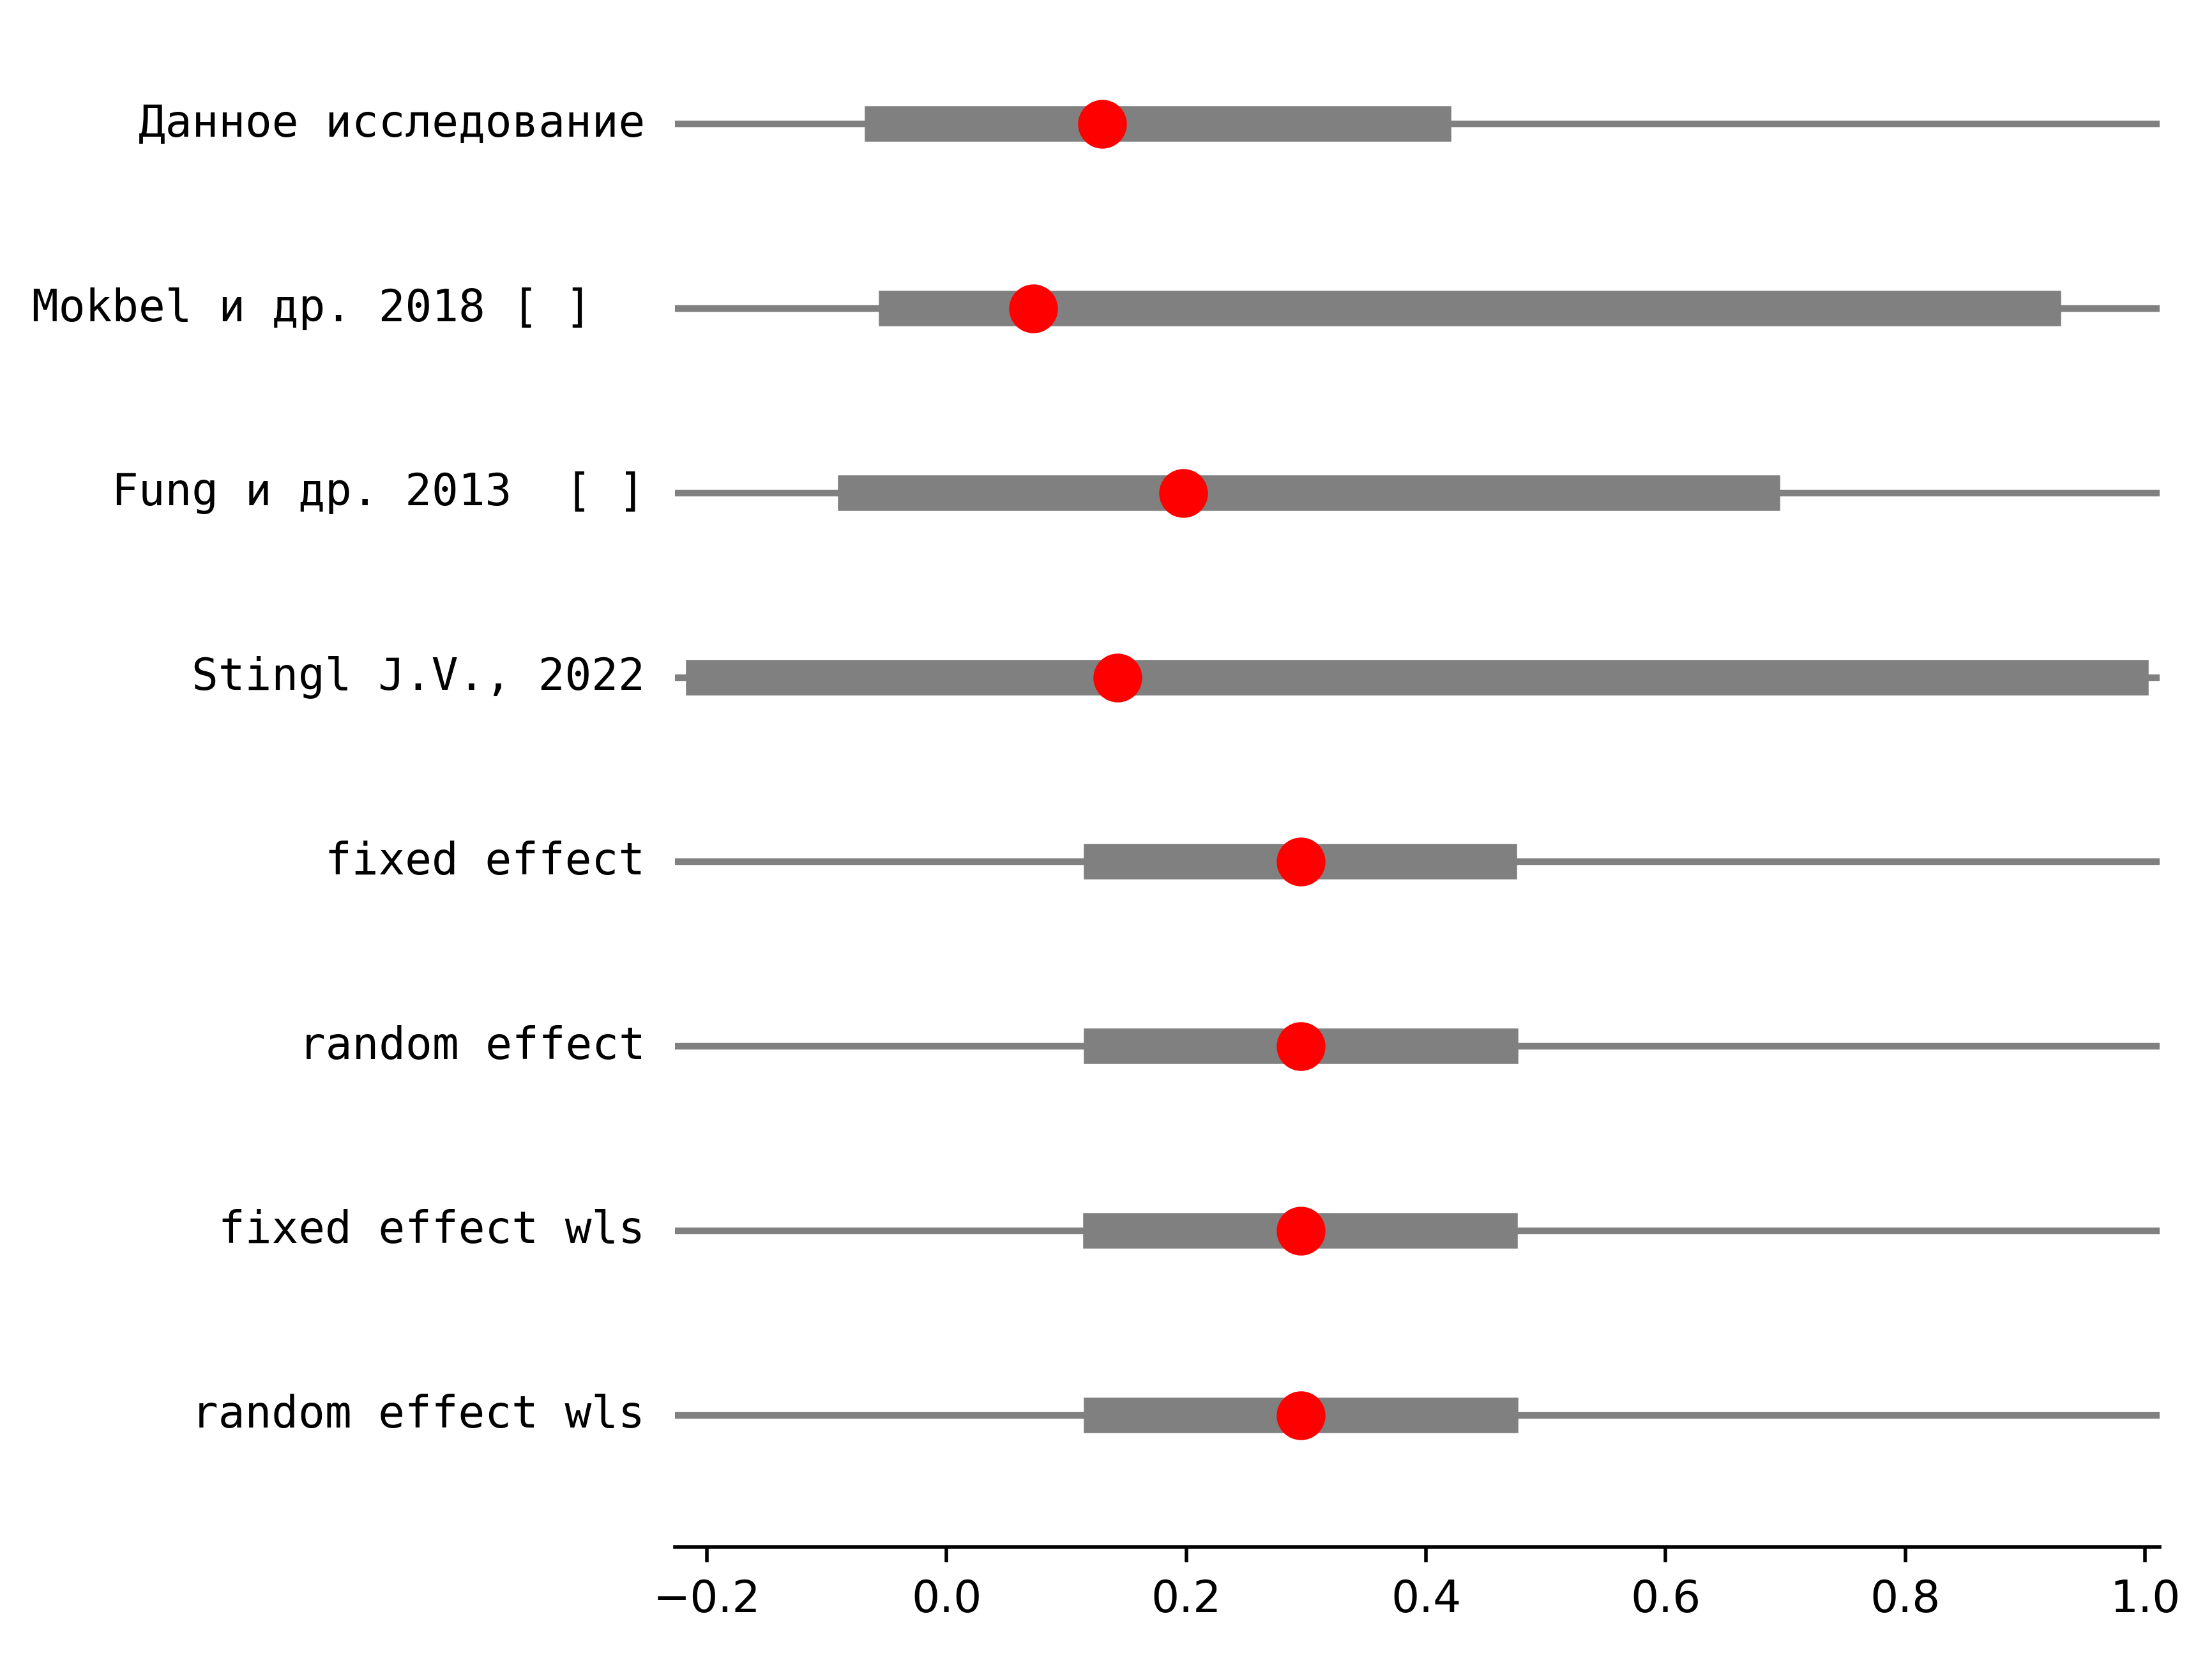 Данное исследование
Mokbel и др. 2018 [ ]
Fung и др. 2013  [ ]
Stingl J.V., 2022
fixed effect
random effect
fixed effect wls
random effect wls
−0.2 0.0 0.2 0.4 0.6 0.8 1.0